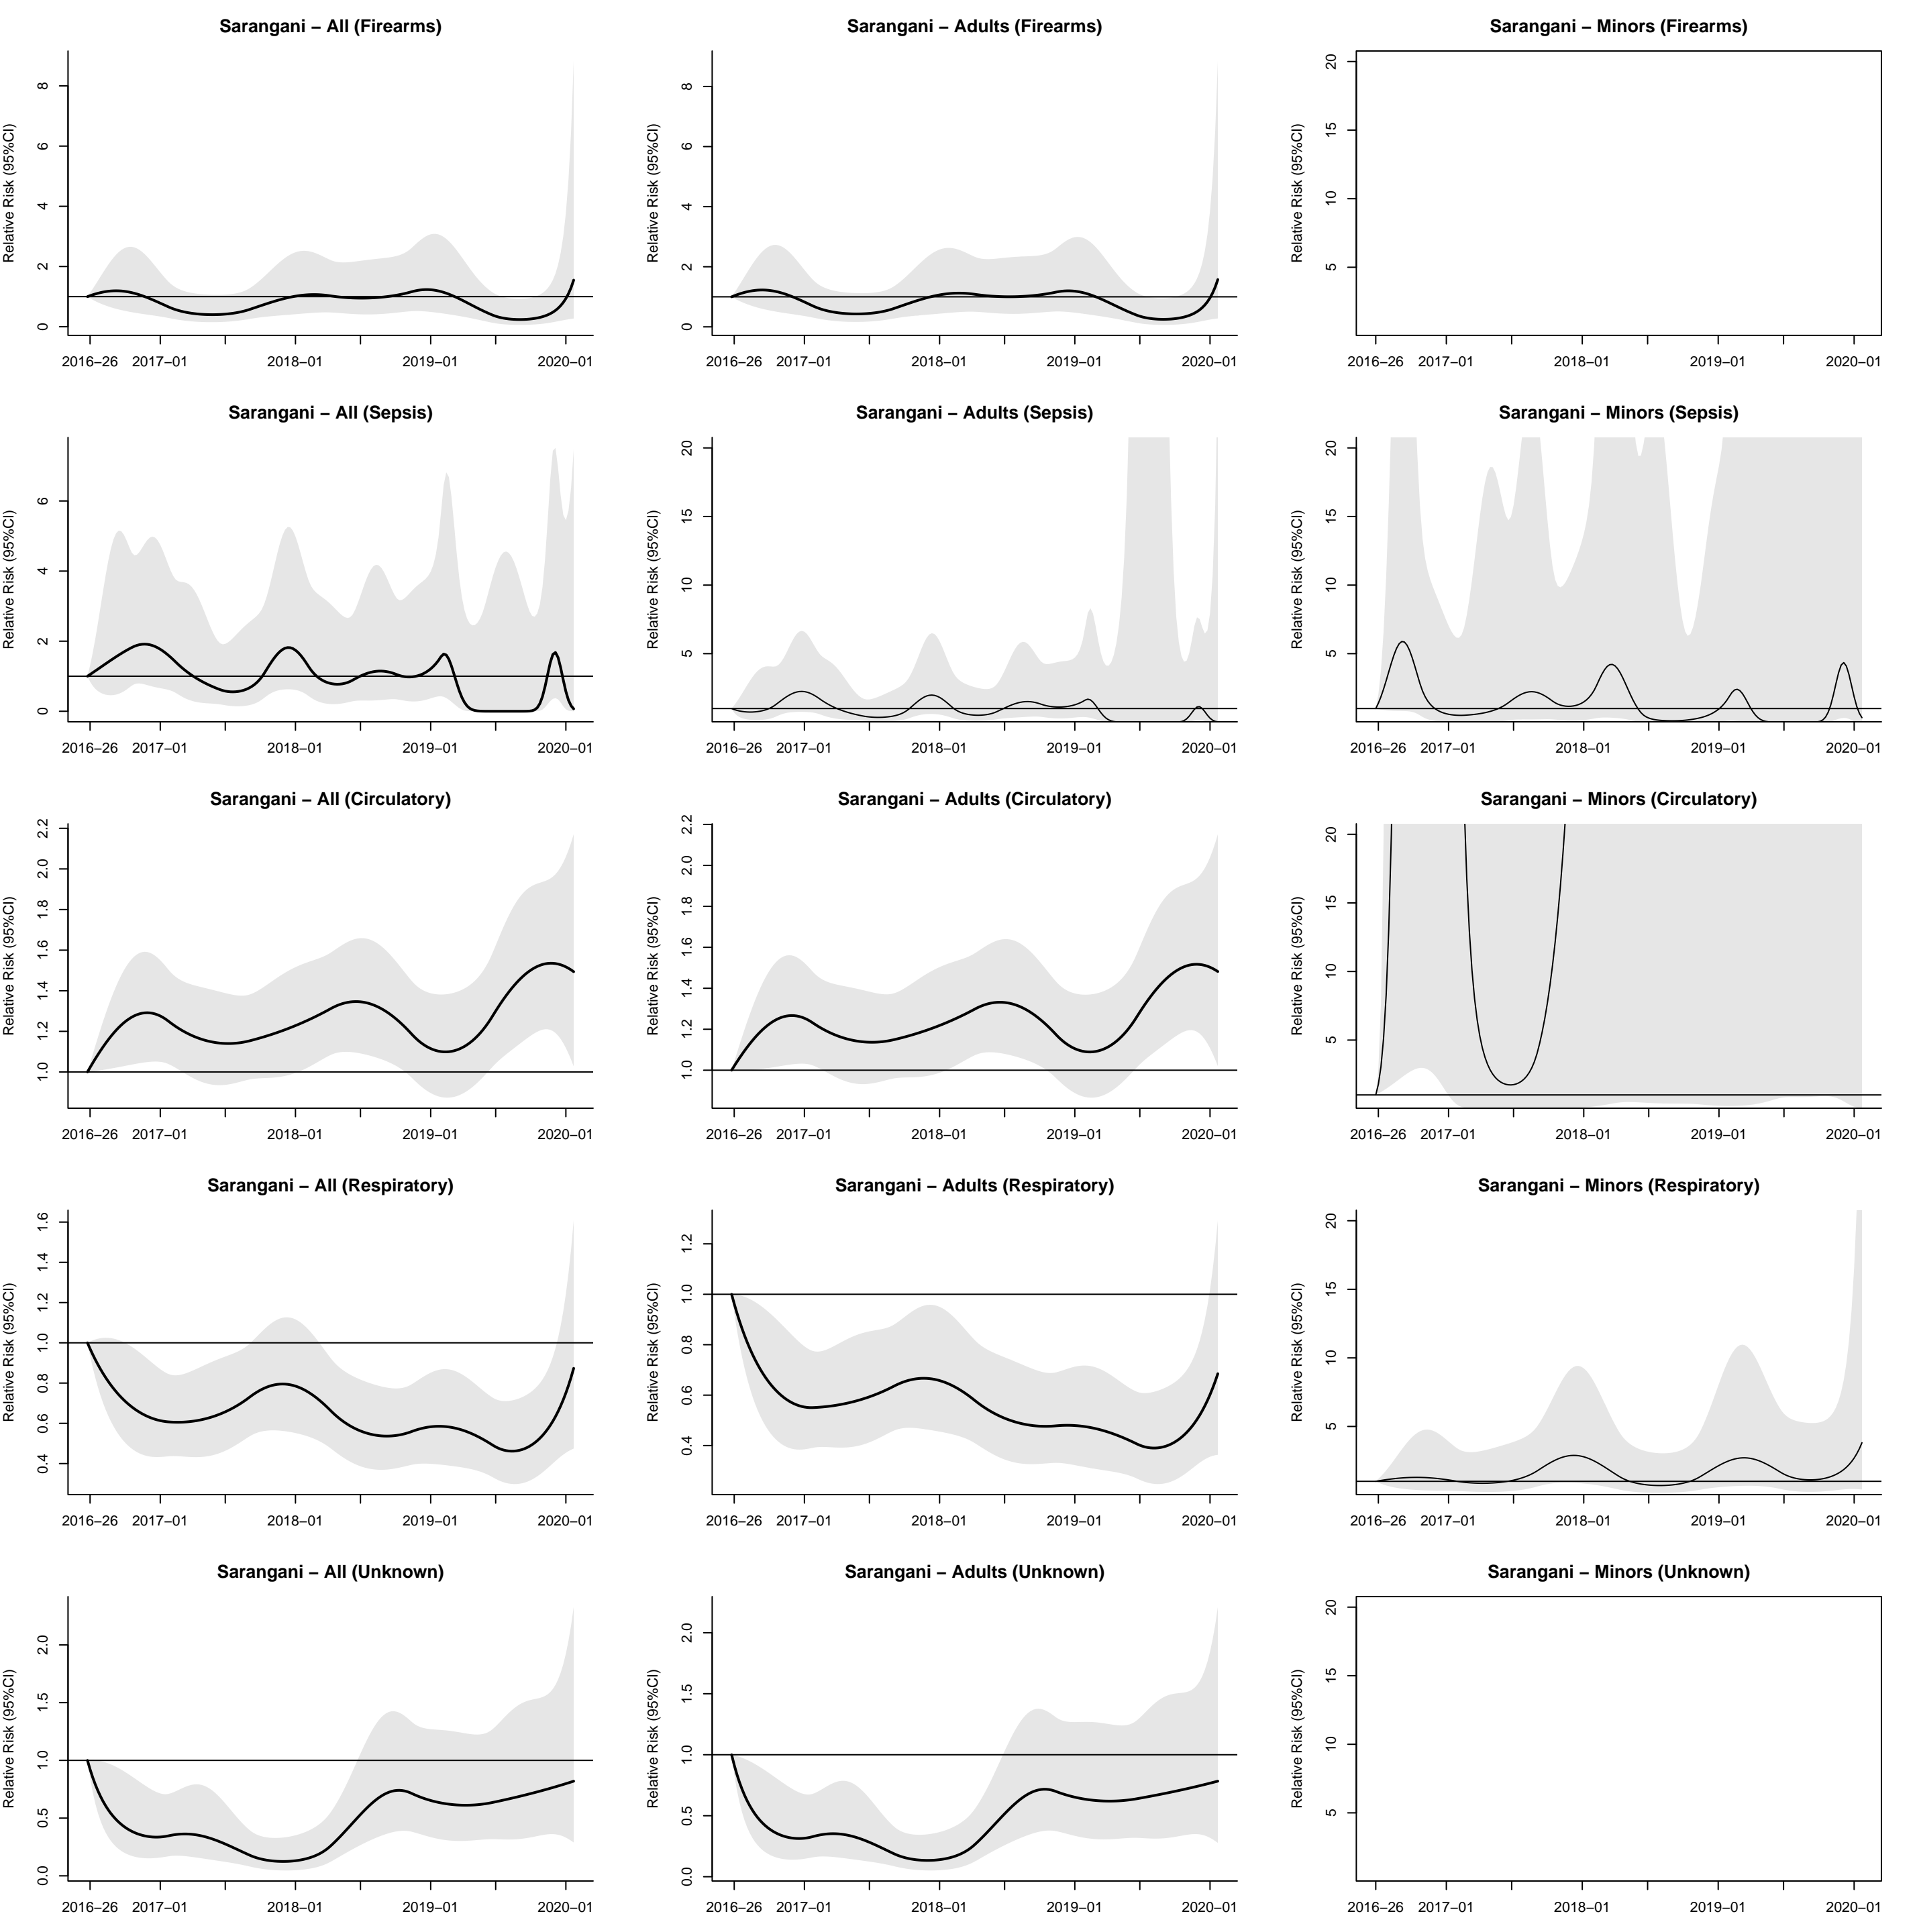 Sarangani – All (Firearms)
Sarangani – Adults (Firearms)
Sarangani – Minors (Firearms)
Relative Risk (95%CI)
0 2 4 6 8
2016–26 2017–01 2018–01 2019–01 2020–01
Relative Risk (95%CI)
0 2 4 6 8
2016–26 2017–01 2018–01 2019–01 2020–01
Relative Risk (95%CI)
5 10 15 20
2016–26 2017–01 2018–01 2019–01 2020–01
Sarangani – All (Sepsis)
Sarangani – Adults (Sepsis)
Sarangani – Minors (Sepsis)
Relative Risk (95%CI)
0 2 4 6
2016–26 2017–01 2018–01 2019–01 2020–01
Relative Risk (95%CI)
5 10 15 20
2016–26 2017–01 2018–01 2019–01 2020–01
Relative Risk (95%CI)
5 10 15 20
2016–26 2017–01 2018–01 2019–01 2020–01
Sarangani – All (Circulatory)
Sarangani – Adults (Circulatory)
Sarangani – Minors (Circulatory)
Relative Risk (95%CI)
1.0 1.2 1.4 1.6 1.8 2.0 2.2
2016–26 2017–01 2018–01 2019–01 2020–01
Relative Risk (95%CI)
1.0 1.2 1.4 1.6 1.8 2.0 2.2
2016–26 2017–01 2018–01 2019–01 2020–01
Relative Risk (95%CI)
5 10 15 20
2016–26 2017–01 2018–01 2019–01 2020–01
Sarangani – All (Respiratory)
Sarangani – Adults (Respiratory)
Sarangani – Minors (Respiratory)
Relative Risk (95%CI)
0.4 0.6 0.8 1.0 1.2 1.4 1.6
2016–26 2017–01 2018–01 2019–01 2020–01
Relative Risk (95%CI)
0.4 0.6 0.8 1.0 1.2
2016–26 2017–01 2018–01 2019–01 2020–01
Relative Risk (95%CI)
5 10 15 20
2016–26 2017–01 2018–01 2019–01 2020–01
Sarangani – All (Unknown)
Sarangani – Adults (Unknown)
Sarangani – Minors (Unknown)
Relative Risk (95%CI)
0.0 0.5 1.0 1.5 2.0
2016–26 2017–01 2018–01 2019–01 2020–01
Relative Risk (95%CI)
0.0 0.5 1.0 1.5 2.0
2016–26 2017–01 2018–01 2019–01 2020–01
Relative Risk (95%CI)
5 10 15 20
2016–26 2017–01 2018–01 2019–01 2020–01